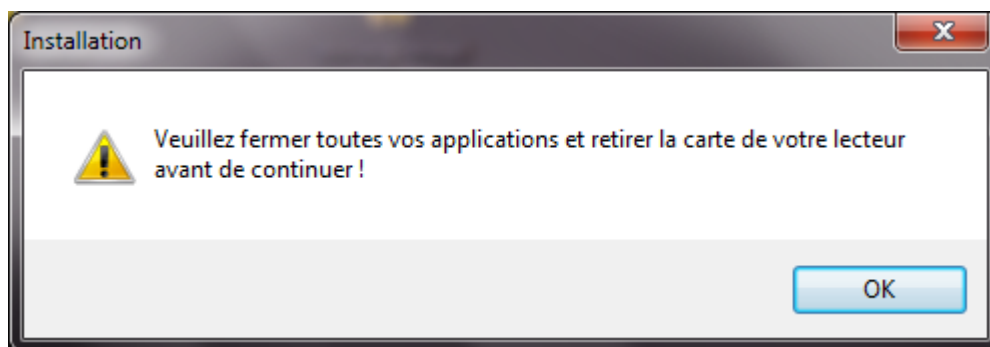 Installation
Veuillez fermer toutes vos applications et retirer la carte de votre lecteur
avant de continuer !
OK